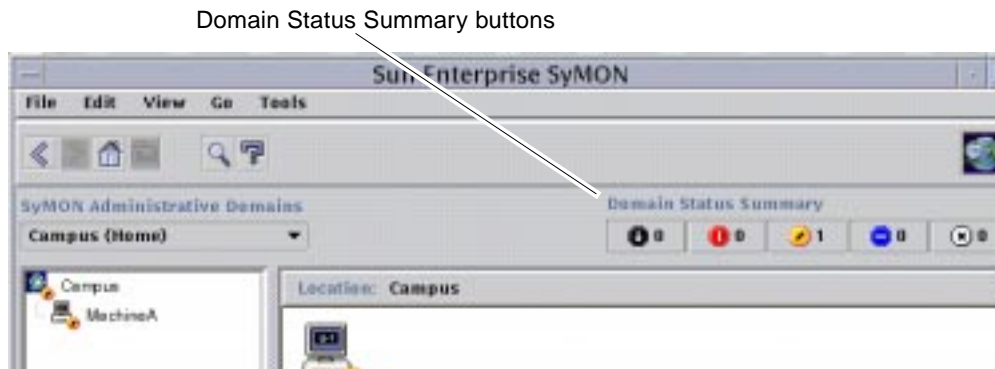 Domain Status Summary buttons
Sun Enterprise SyMON
File Edit View Go Tools
SyMON Administrative Domains
Domain Status Summary
Campus (Home)
0 0 1 0 0
Campus
Location: Campus
MachineA